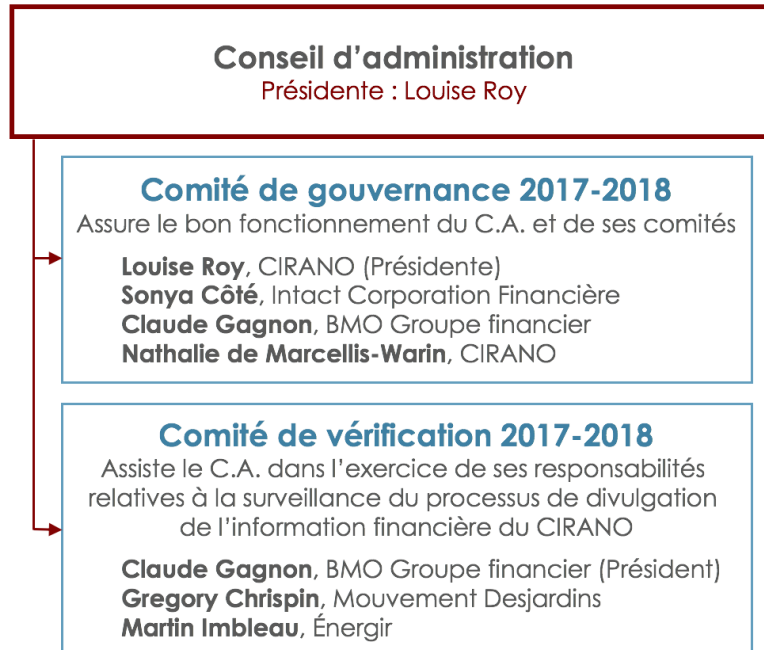 Conseil d'administration
Présidente : Louise Roy
Comité de gouvernance 2017-2018
Assure le bon fonctionnement du C.A. et de ses comités
Louise Roy, CIRANO (Présidente)
Sonya Côté, Intact Corporation Financière
Claude Gagnon, BMO Groupe financier
Nathalie de Marcellis-Warin, CIRANO
Comité de vérification 2017-2018
Assiste le C.A. dans l'exercice de ses responsabilités
relatives à la surveillance du processus de divulgation
de l'information financière du CIRANO
Claude Gagnon, BMO Groupe financier (Président)
Gregory Chrispin, Mouvement Desjardins
Martin Imbleau, Énergir